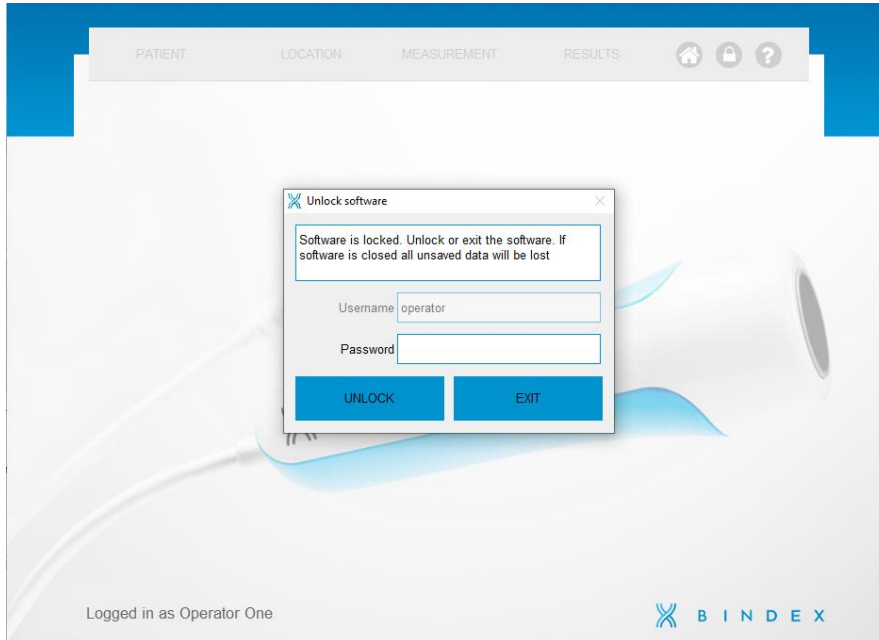 PATIENT LOCATION MEASUREMENT RESULTS ?
Unlock software
Software is locked. Unlock or exit the software. If
software is closed all unsaved data will be lost
Username operator
Password
UNLOCK EXIT
Logged in as Operator One
BINDEX